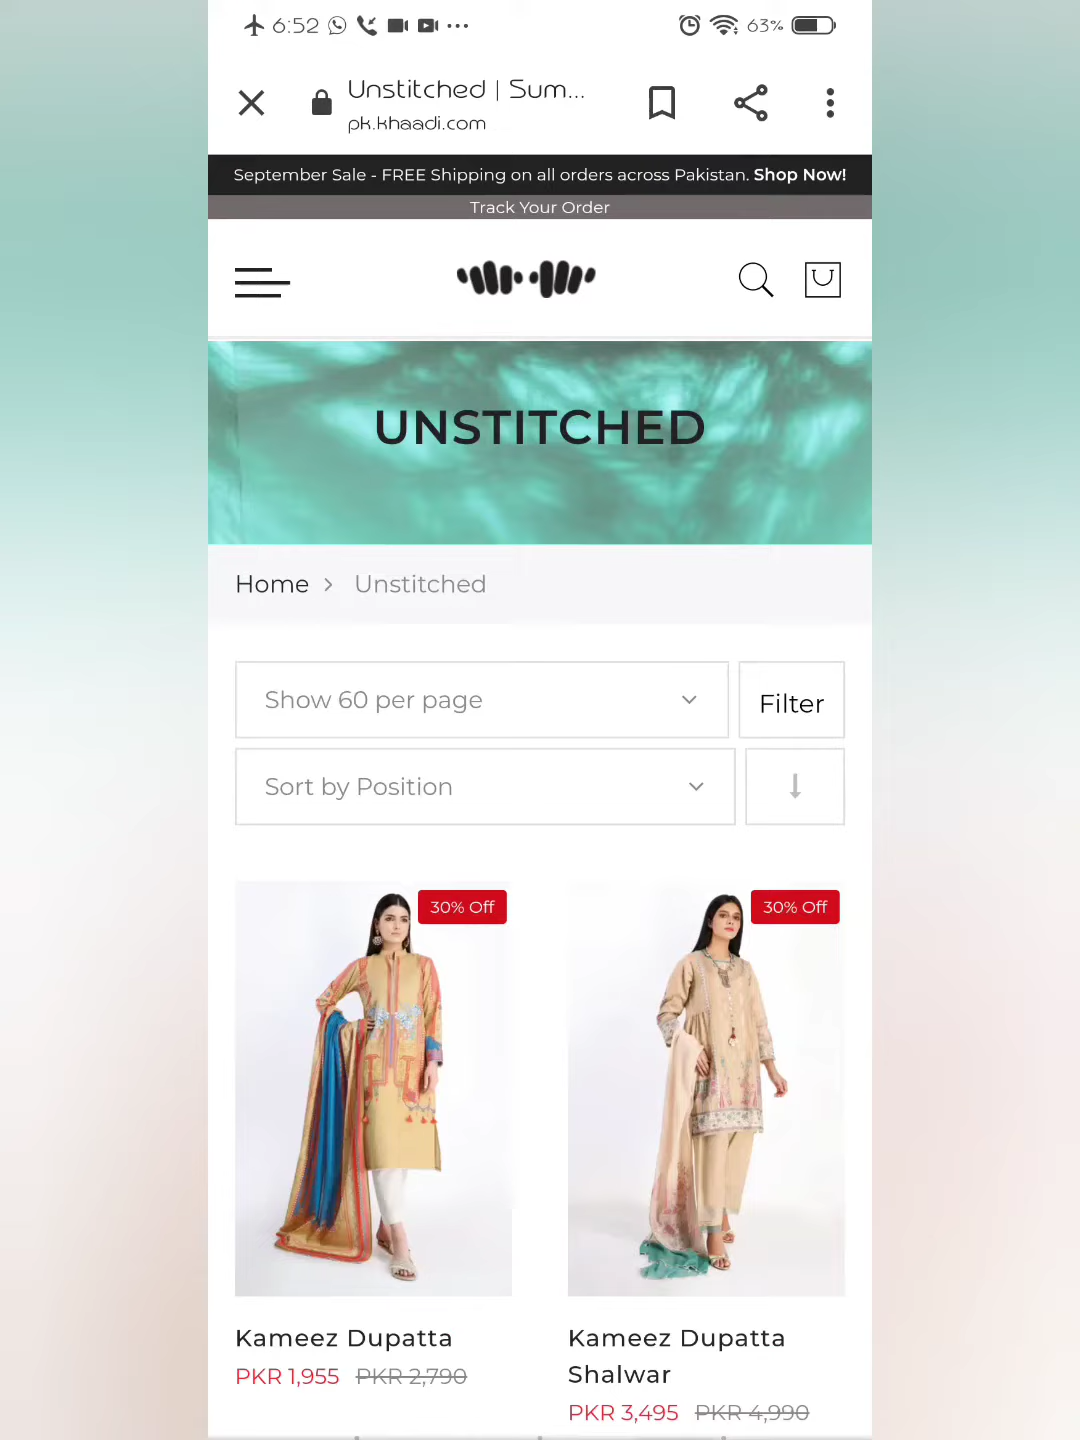 6:52
63%
Unstitched | Sum...
pk.khaadi.com
September Sale - FREE Shipping on all orders across Pakistan. Shop Now!
Track Your Order
UNSTITCHED
Home > Unstitched
Show 60 per page
Filter
Sort by Position
30% Off
30% Off
Kameez Dupatta
PKR 1,955 PKR 2,790
Kameez Dupatta
Shalwar
PKR 3,495 PKR 4,990